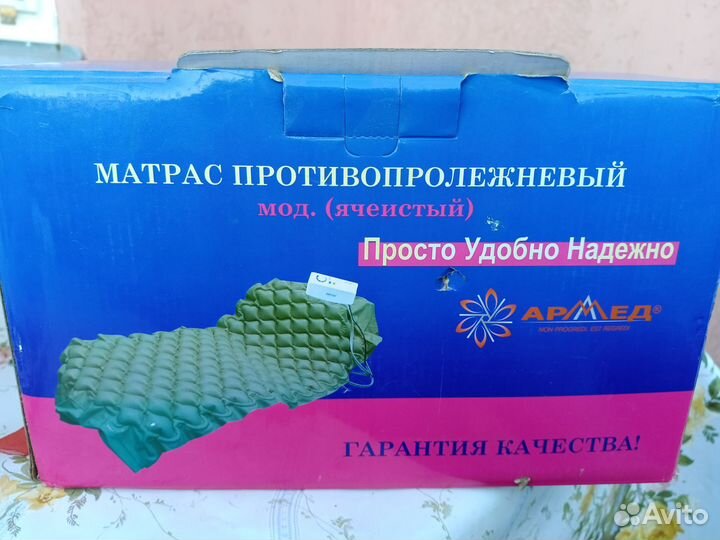 МАТРАС ПРОТИВОПРОЛЕЖНЕВЫЙ
мод. (ячеистый)
Просто Удобно Надежно
АРМЕД®
NON PROGREDI, EST REGREDI
ГАРАНТИЯ КАЧЕСТВА!
Avito